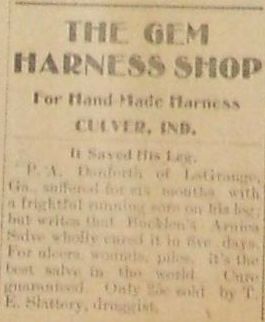 THE GEM
HARNESS SHOP
For Hand Made Harness
CULVER, IND.
It Saved His Leg.
P. A. Danforth of LaGrange,
Ga., suffered for six months with
a frightful running sore on his leg;
but writes that Bucklen's Arnica
Salve wholly cured it in five days.
For ulcers, wounds, piles, it's the
best salve in the world. Cure
guaranteed. Only 25c sold by T.
E. Slattery, druggist.